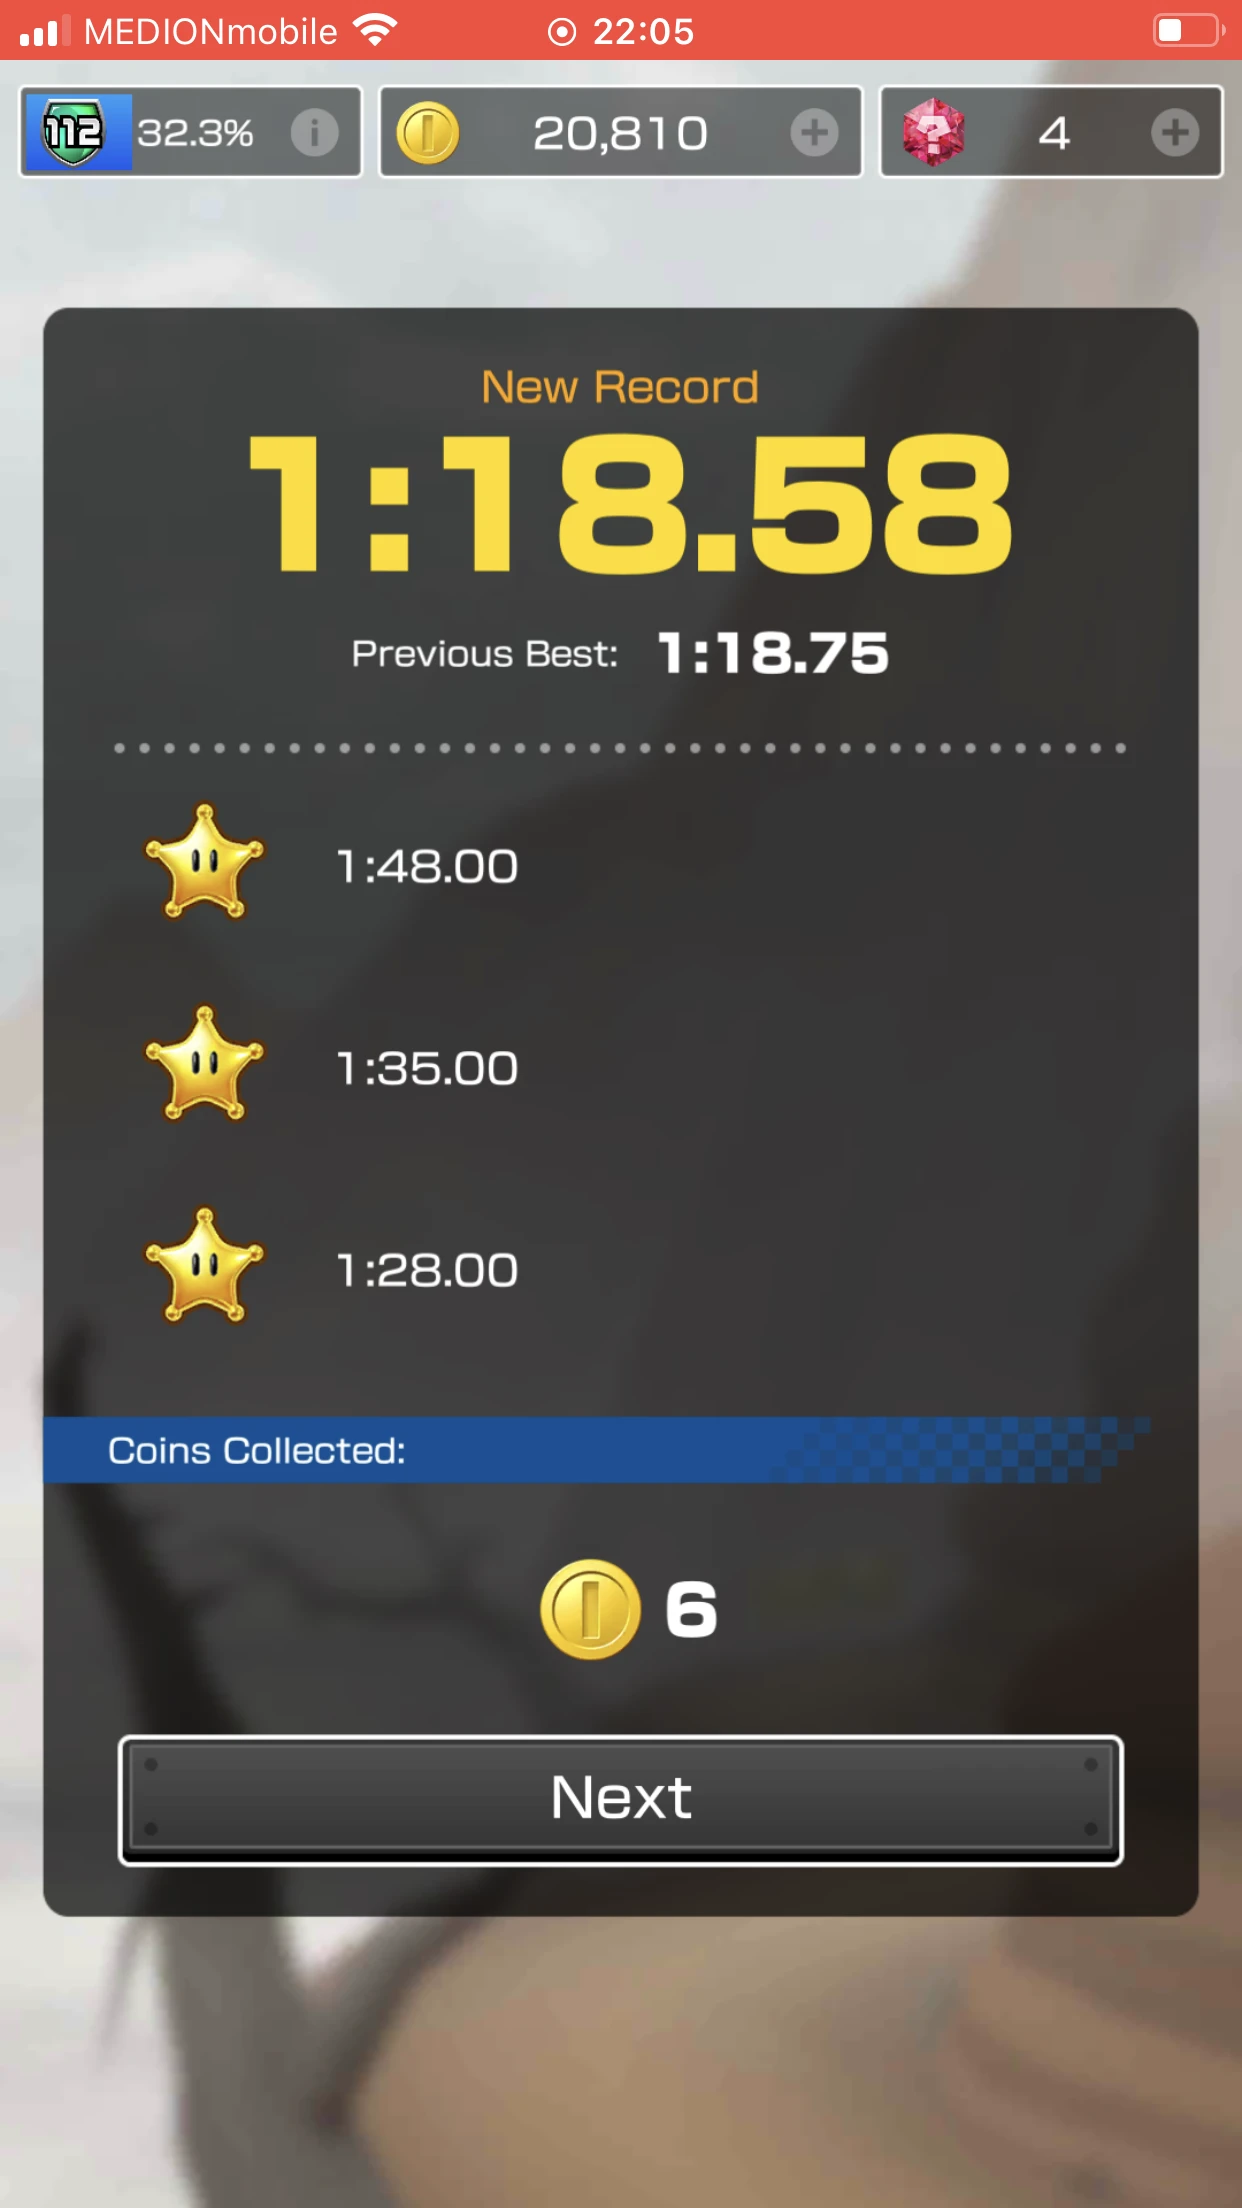 MEDIONmobile 22:05
112 32.3% i 20,810 + ? 4 +
New Record
1:18.58
Previous Best: 1:18.75
1:48.00
1:35.00
1:28.00
Coins Collected:
6
Next